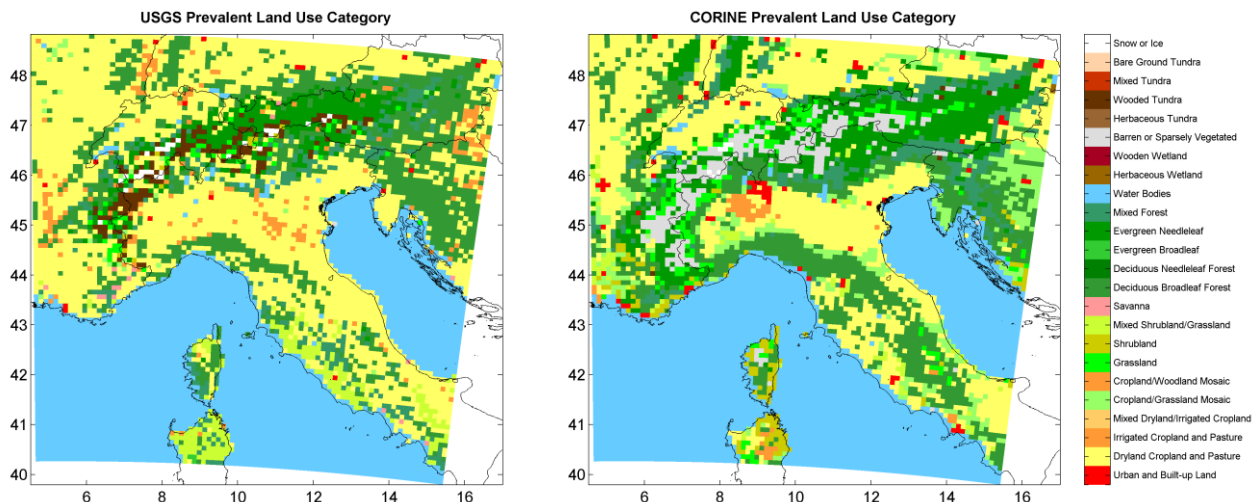 USGS Prevalent Land Use Category
48
47
46
45
44
43
42
41
40
6
8
10
12
14
16
CORINE Prevalent Land Use Category
48
47
46
45
44
43
42
41
40
6
8
10
12
14
16
Snow or Ice
Bare Ground Tundra
Mixed Tundra
Wooded Tundra
Herbaceous Tundra
Barren or Sparsely Vegetated
Wooden Wetland
Herbaceous Wetland
Water Bodies
Mixed Forest
Evergreen Needleleaf
Evergreen Broadleaf
Deciduous Needleleaf Forest
Deciduous Broadleaf Forest
Savanna
Mixed Shrubland/Grassland
Shrubland
Grassland
Cropland/Woodland Mosaic
Cropland/Grassland Mosaic
Mixed Dryland/Irrigated Cropland
Irrigated Cropland and Pasture
Dryland Cropland and Pasture
Urban and Built-up Land